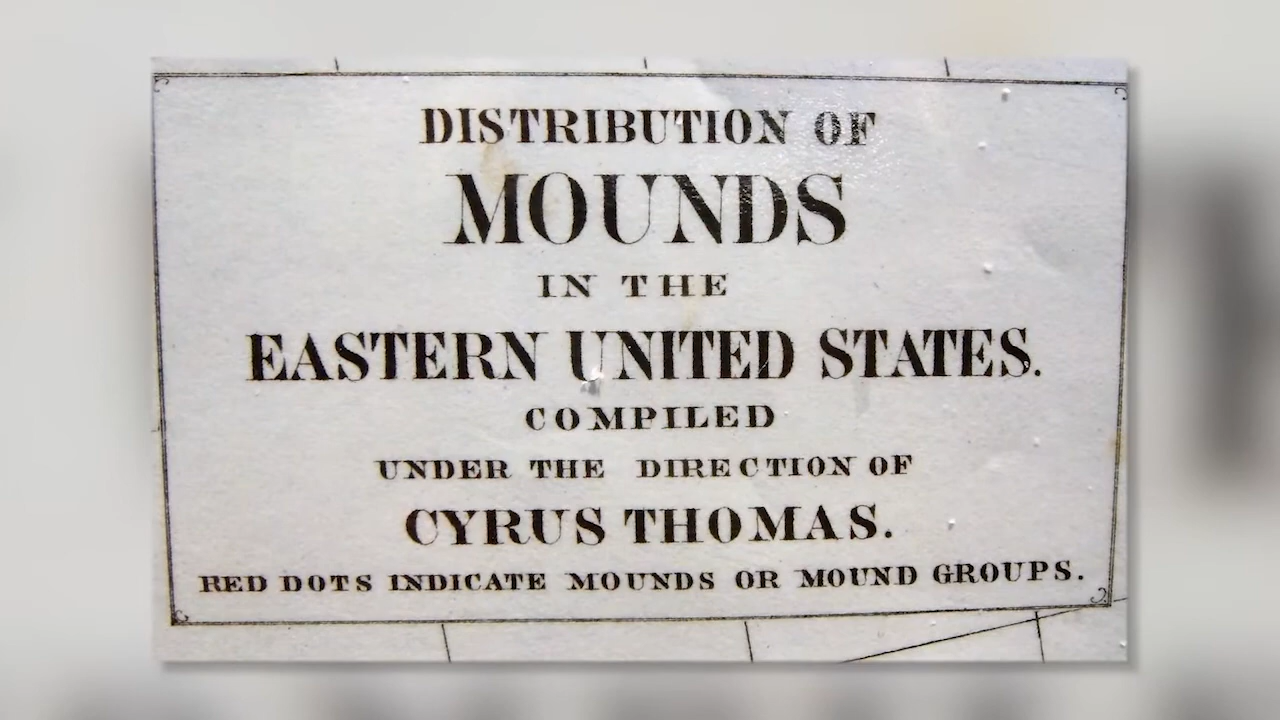 DISTRIBUTION OF
MOUNDS
IN THE
EASTERN UNITED STATES.
COMPILED
UNDER THE DIRECTION OF
CYRUS THOMAS.
RED DOTS INDICATE MOUNDS OR MOUND GROUPS.